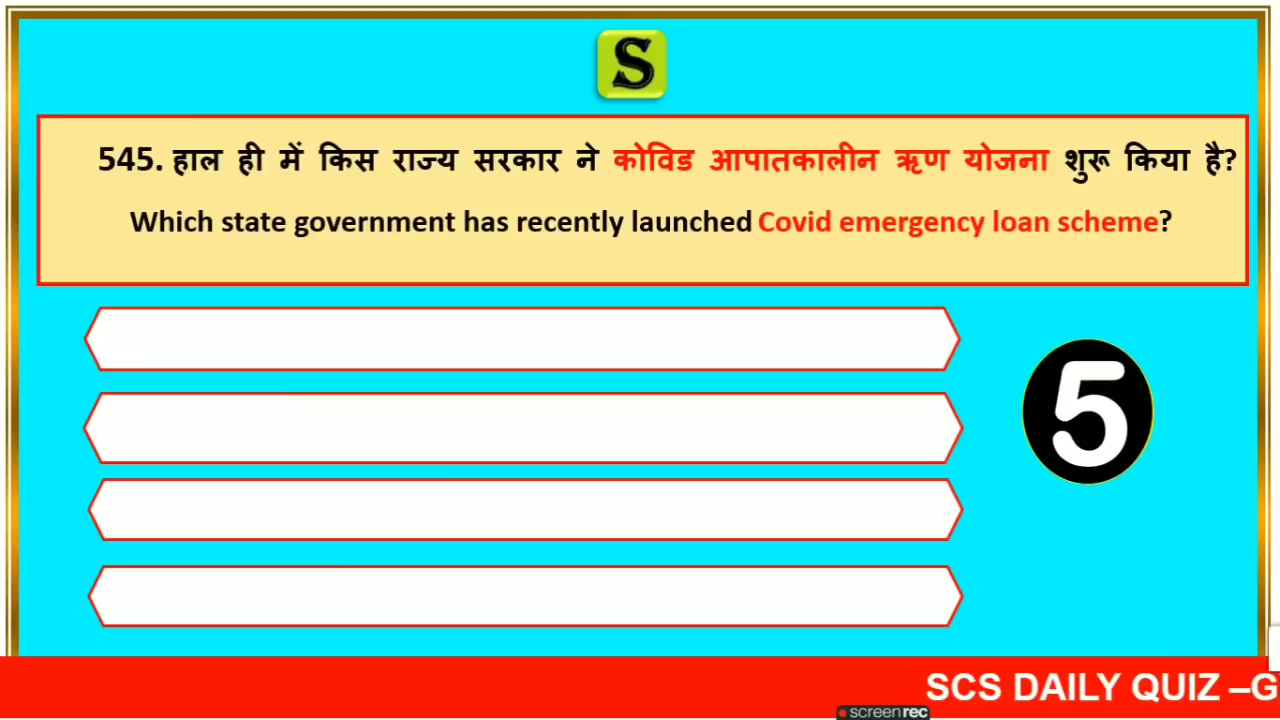 S
545. हाल ही में किस राज्य सरकार ने कोविड आपातकालीन ऋण योजना शुरू किया है?
Which state government has recently launched Covid emergency loan scheme?
5
SCS DAILY QUIZ –G
screenrec